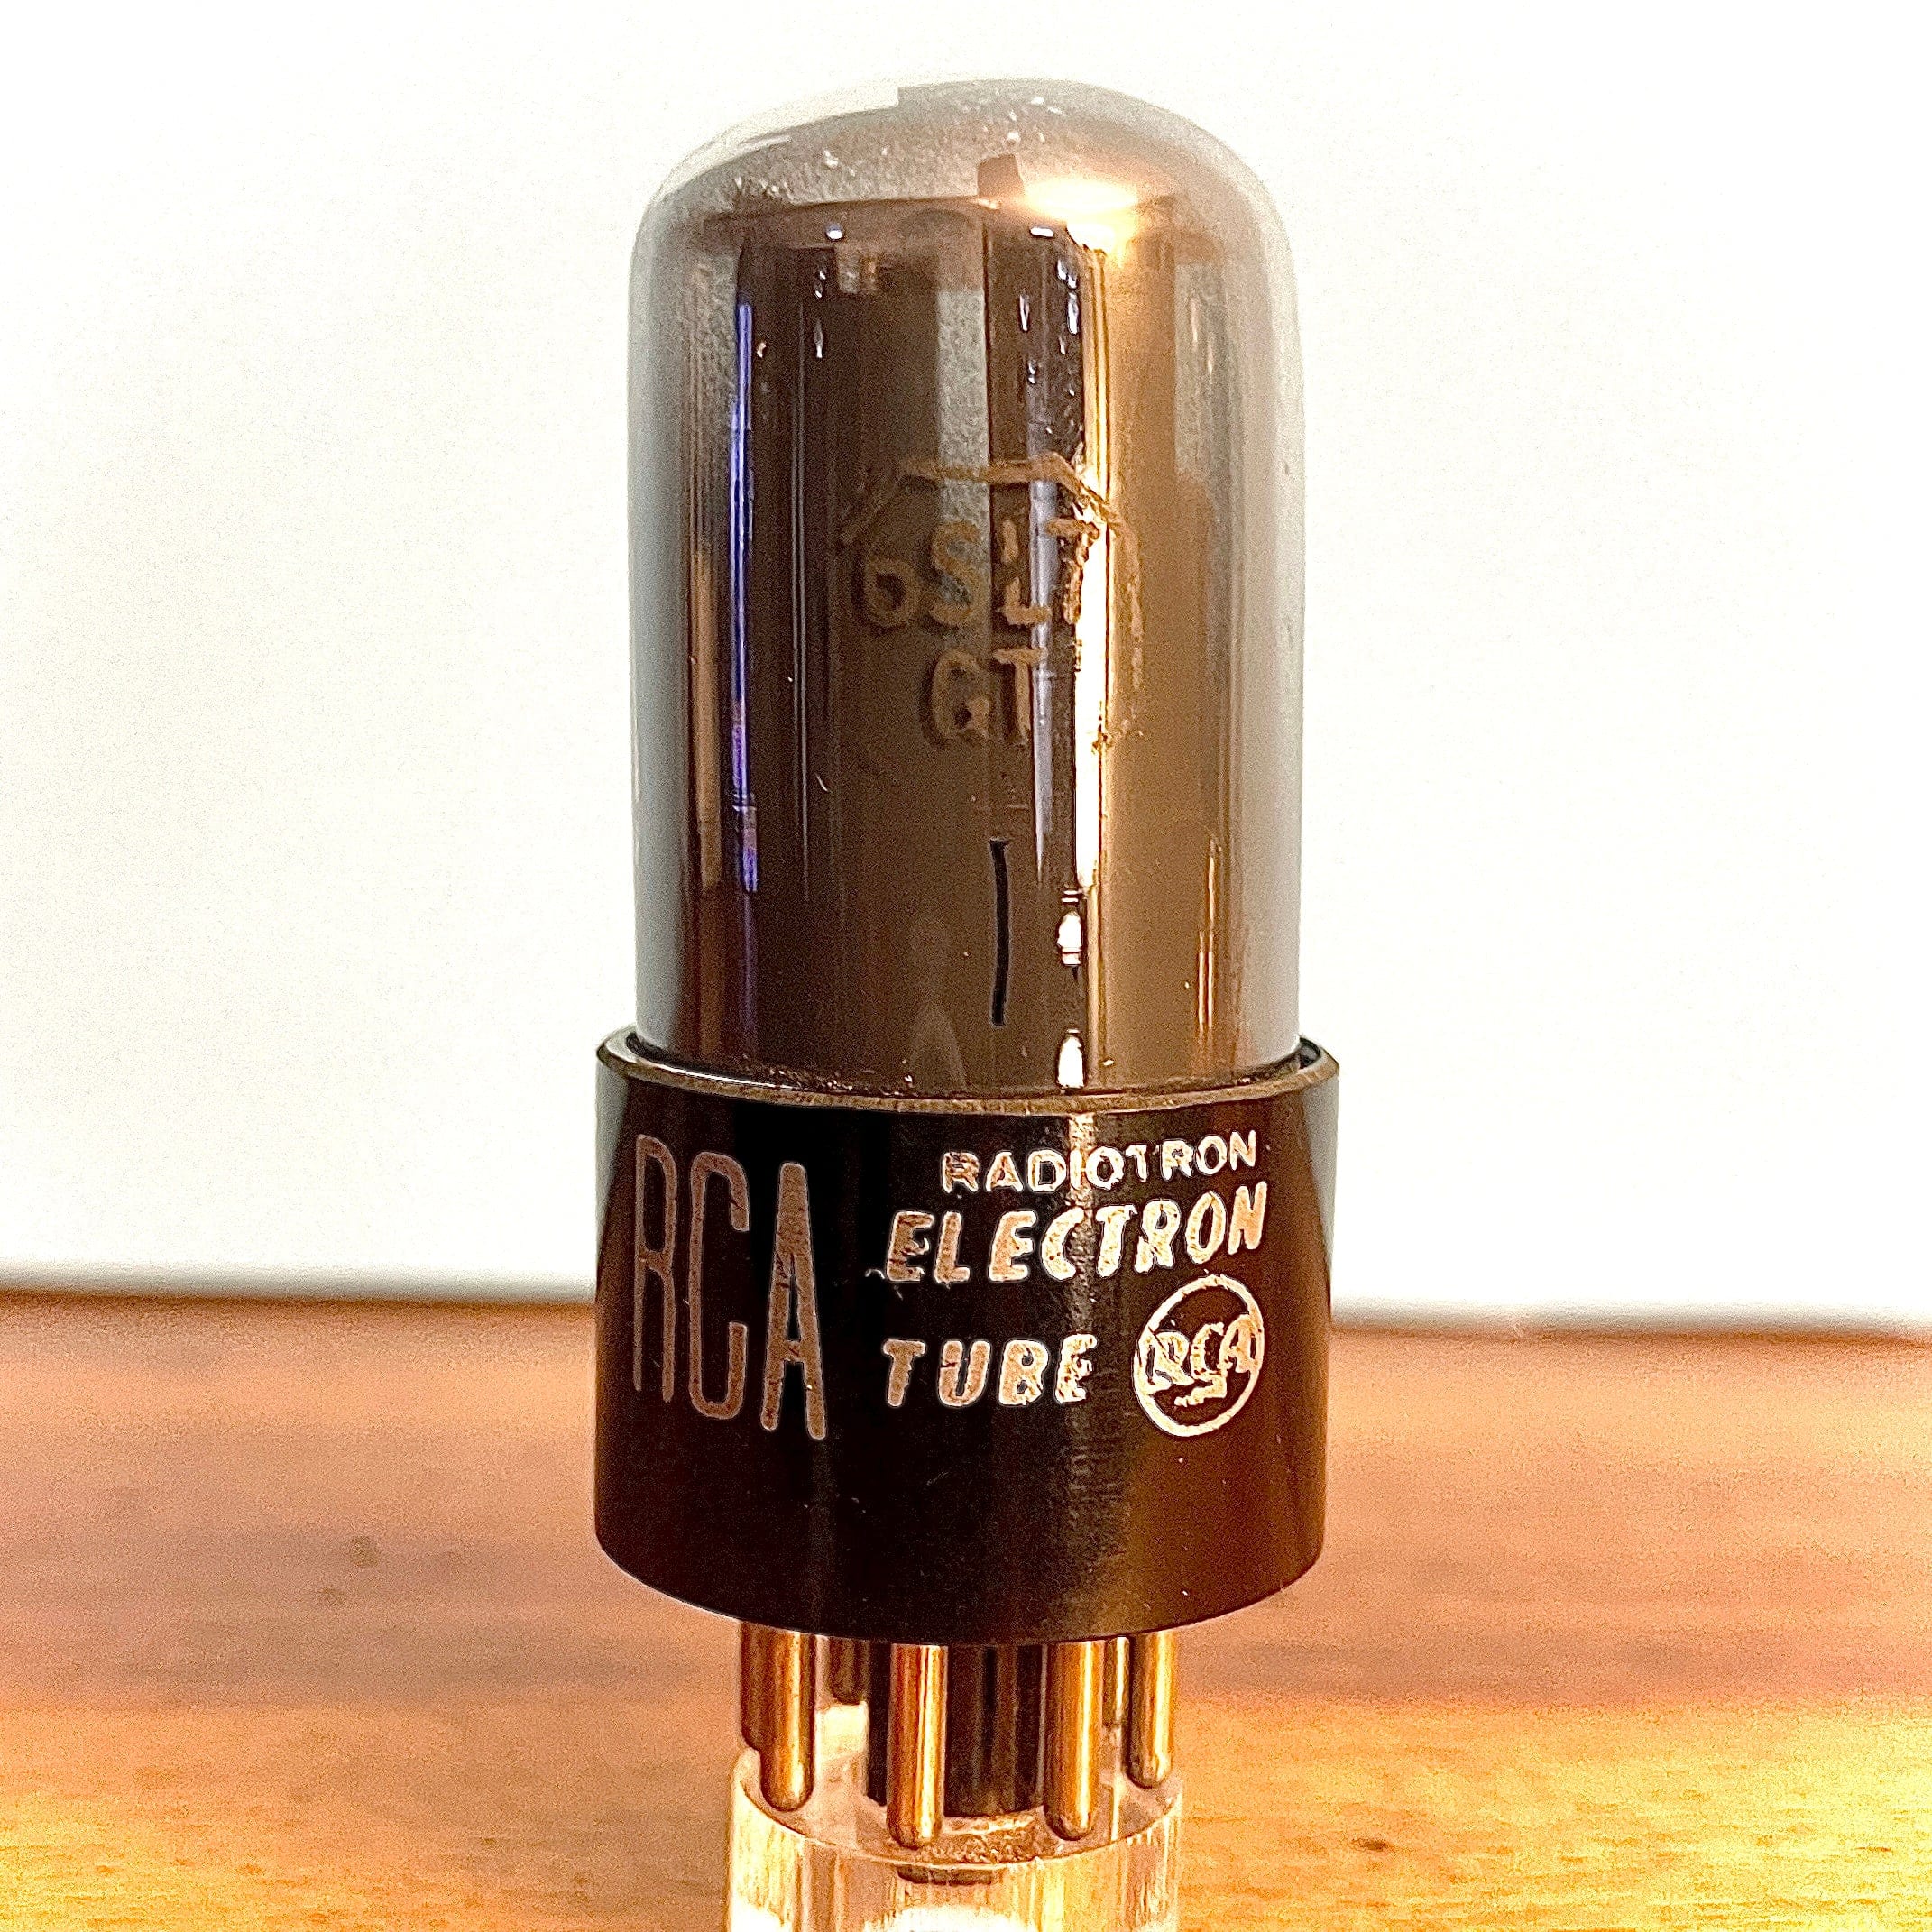 6SL7
GT
RCA
RADIOTRON
ELECTRON
TUBE
RCA